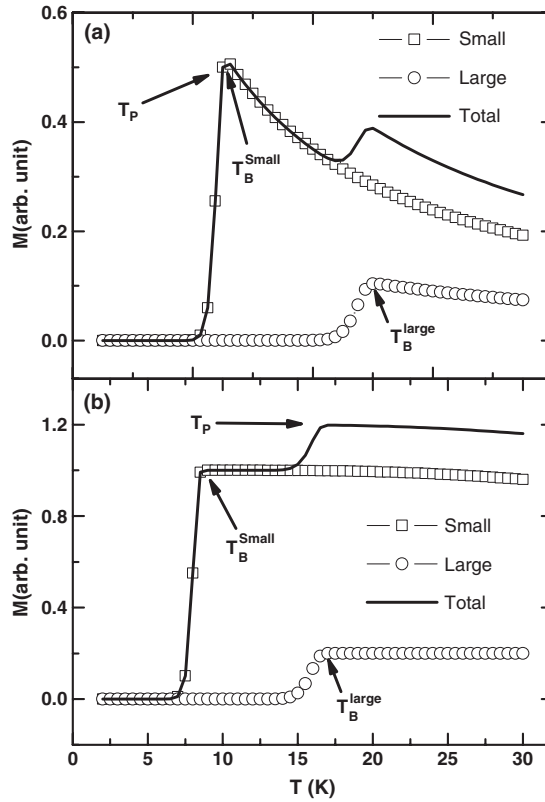 (a)
0.6
0.4
0.2
0.0
M(arb. unit)
Small
Large
Total
T_P
T_B^Small
T_B^large
(b)
1.2
0.8
0.4
0.0
M(arb. unit)
T_P
T_B^Small
Small
Large
Total
T_B^large
0 5 10 15 20 25 30
T (K)